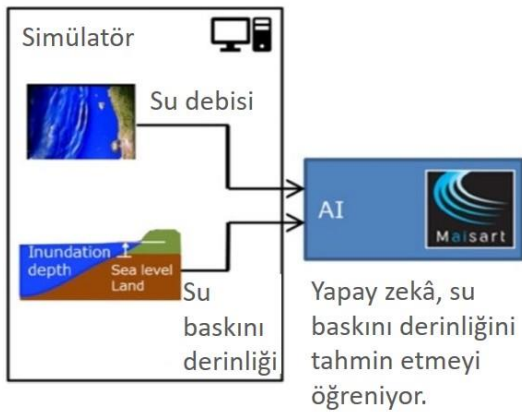 Simülatör
Su debisi
Inundation
depth
Sea level
Land
Su
baskını
derinliği
AI
Maisart
Yapay zekâ, su
baskını derinliğini
tahmin etmeyi
öğreniyor.